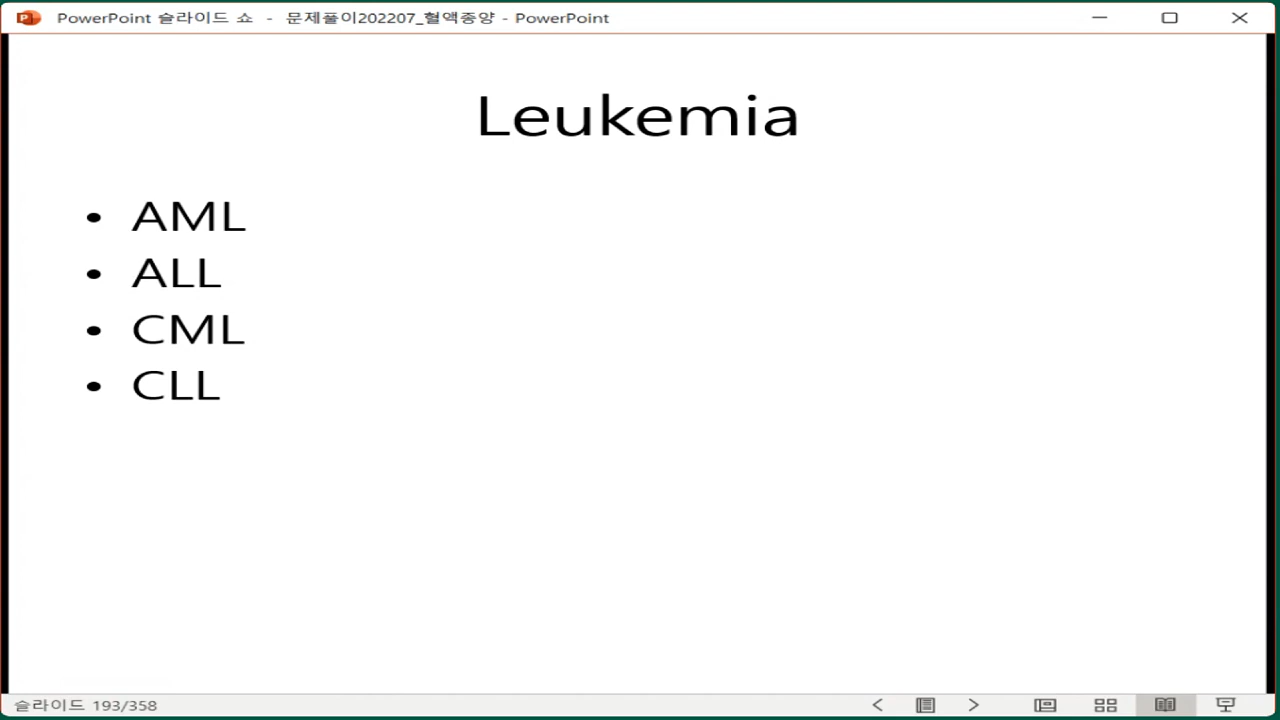 PowerPoint 슬라이드 쇼 - 문제풀이202207_혈액종양 - PowerPoint
Leukemia
• AML
• ALL
• CML
• CLL
슬라이드 193/358